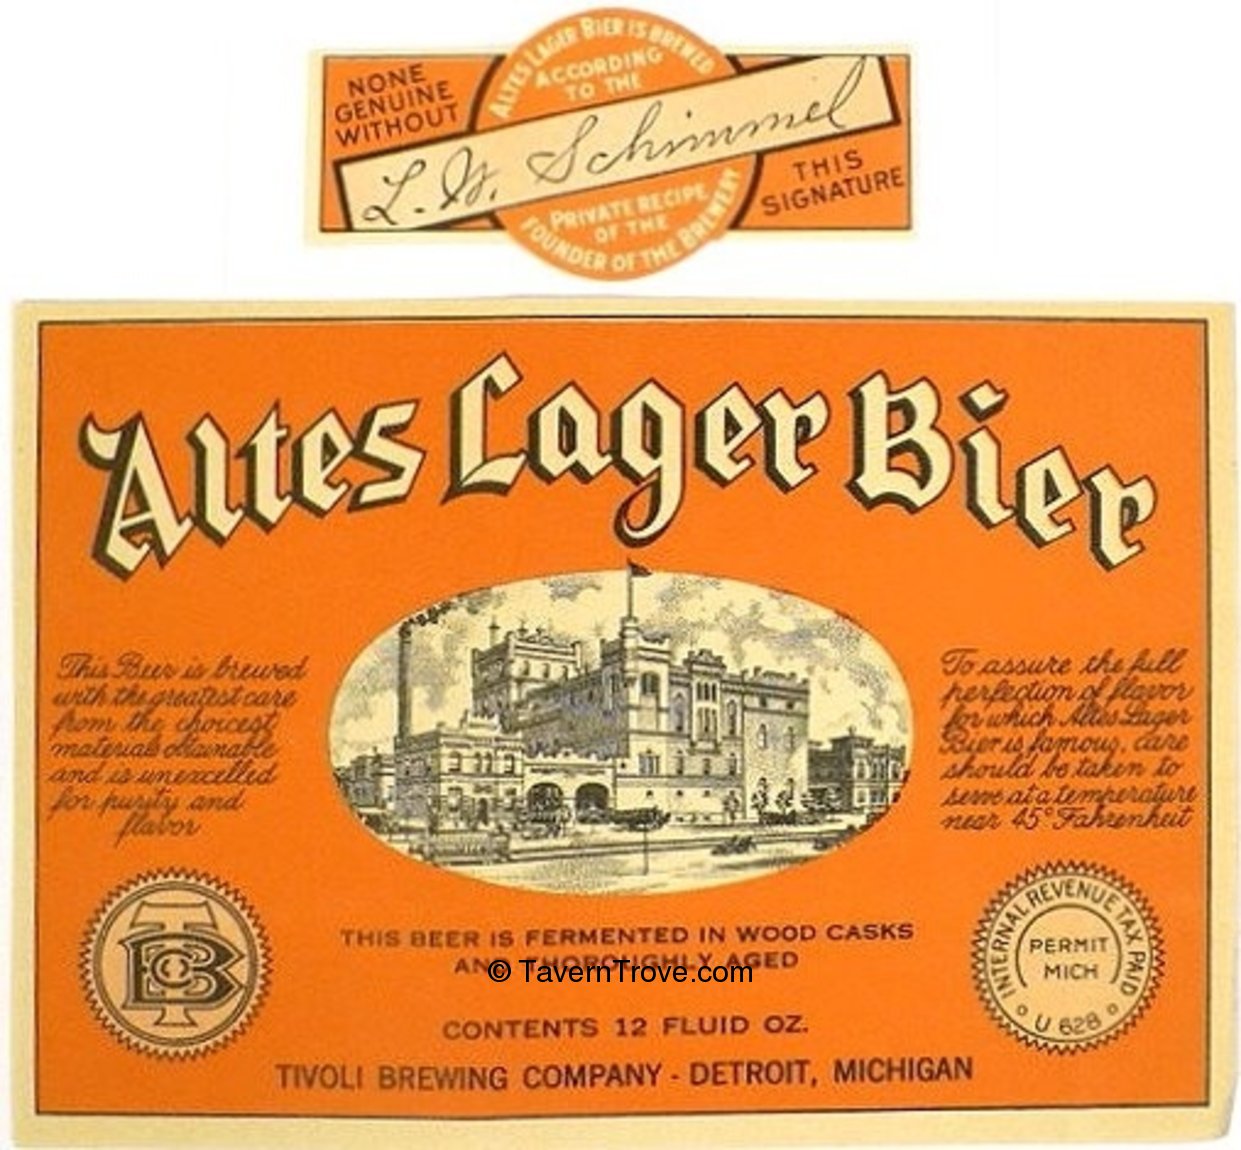 NONE
GENUINE
WITHOUT
ALTES LAGER BIER IS BREWED
ACCORDING
TO THE
L. W. Schimmel
PRIVATE RECIPE
OF THE
FOUNDER OF THE BREWERY
THIS
SIGNATURE
Altes Lager Bier
This Beer is brewed
with the greatest care
from the choicest
materials obtainable
and is unexcelled
for purity and
flavor
To assure the full
perfection of flavor
for which Altes Lager
Bier is famous, care
should be taken to
serve at a temperature
near 45° Fahrenheit
TBCo
THIS BEER IS FERMENTED IN WOOD CASKS
AND THOROUGHLY AGED
© TavernTrove.com
INTERNAL REVENUE TAX PAID
PERMIT
MICH
U 628
CONTENTS 12 FLUID OZ.
TIVOLI BREWING COMPANY - DETROIT, MICHIGAN